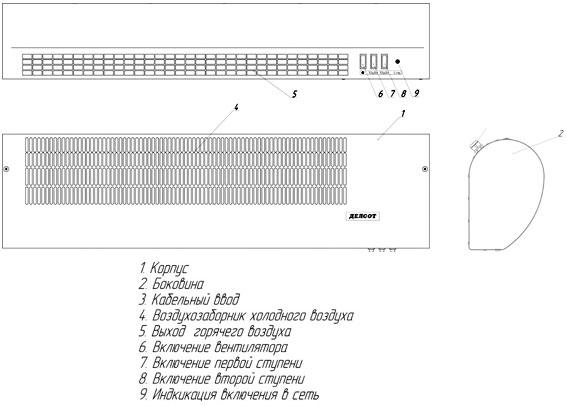 5
6
7
8
9
4
1
2
ДЕЛСОТ
1. Корпус
2. Боковина
3. Кабельный ввод
4. Воздухозаборник холодного воздуха
5. Выход горячего воздуха
6. Включение вентилятора
7. Включение первой ступени
8. Включение второй ступени
9. Индкикация включения в сеть